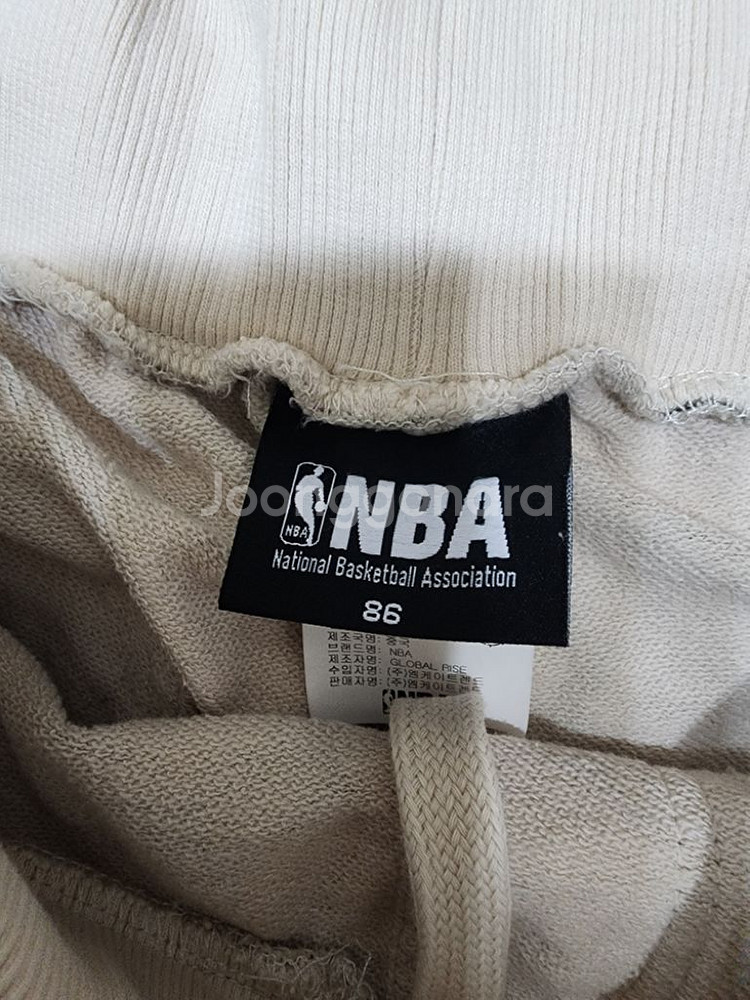 Joonggonara
NBA
NBA
National Basketball Association
86
제조국명: 중국
브랜드명: NBA
제조자명: GLOBAL RISE
수입자명: (주)엠케이트렌드
판매자명: (주)엠케이트렌드